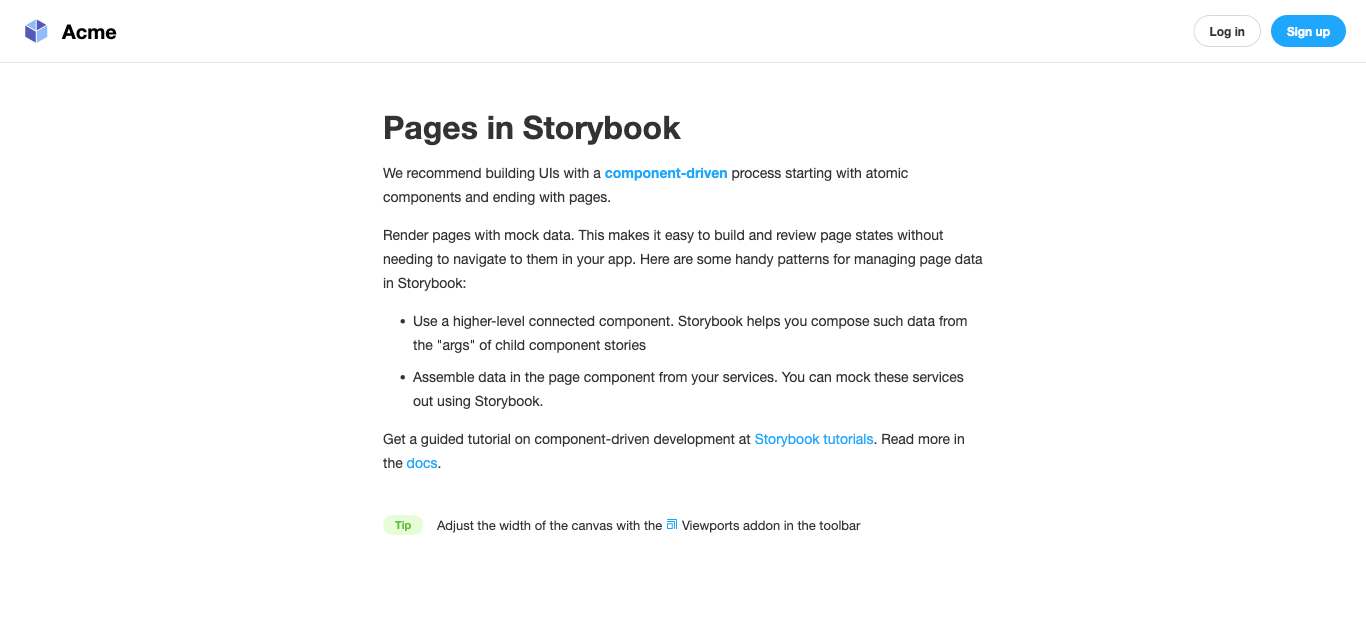 Acme
Log in
Sign up
Pages in Storybook
We recommend building UIs with a component-driven process starting with atomic
components and ending with pages.
Render pages with mock data. This makes it easy to build and review page states without
needing to navigate to them in your app. Here are some handy patterns for managing page data
in Storybook:
• Use a higher-level connected component. Storybook helps you compose such data from
the "args" of child component stories
• Assemble data in the page component from your services. You can mock these services
out using Storybook.
Get a guided tutorial on component-driven development at Storybook tutorials. Read more in
the docs.
Tip Adjust the width of the canvas with the Viewports addon in the toolbar